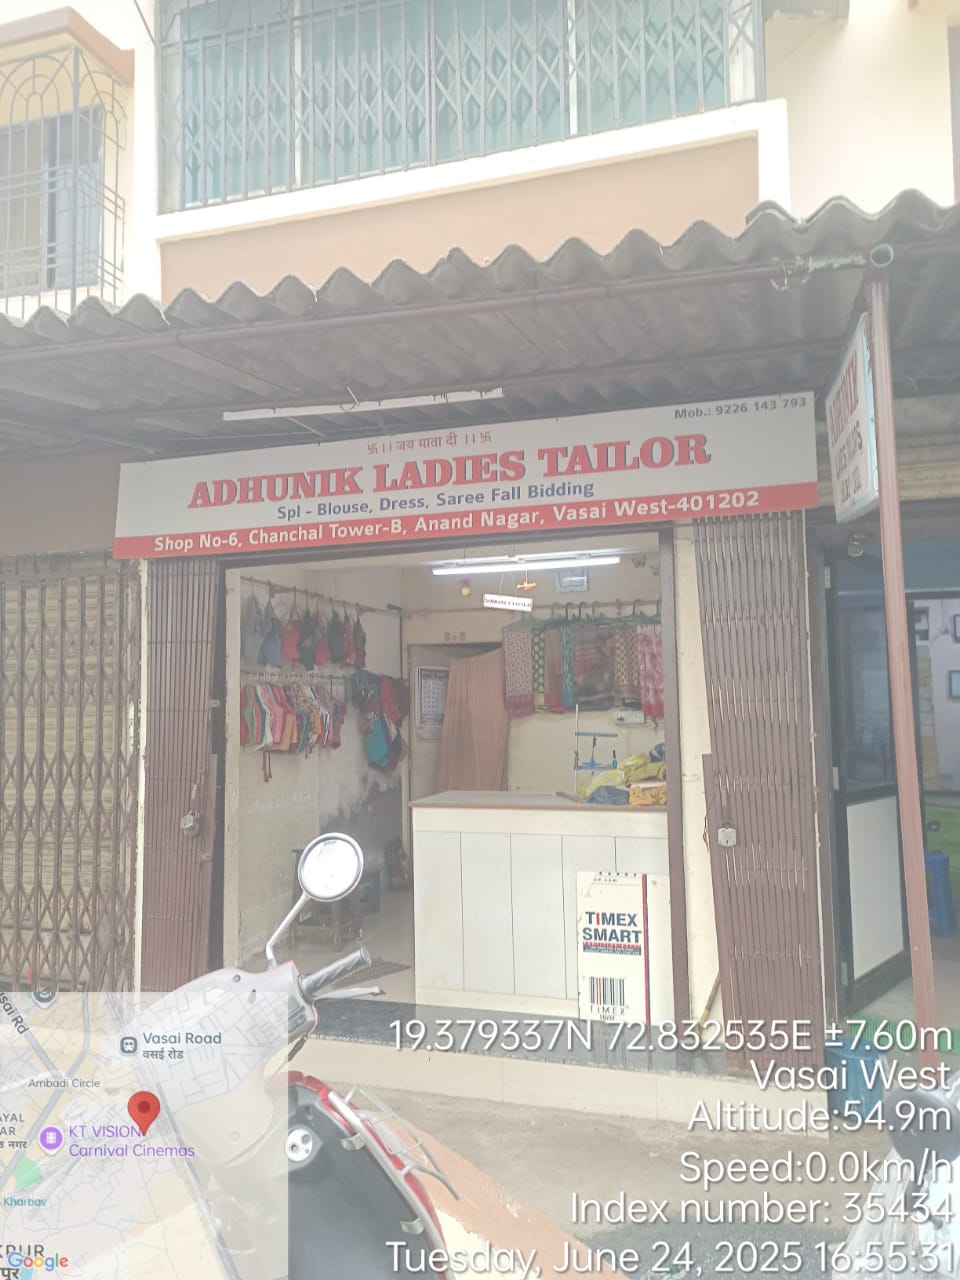 Mob.: 9226 143 793
卐 || जय माता दी || 卐
ADHUNIK LADIES TAILOR
Spl - Blouse, Dress, Saree Fall Bidding
Shop No-6, Chanchal Tower-B, Anand Nagar, Vasai West-401202
TIMEX
SMART
TIMEX
Vasai Road
वसई रोड
Ambadi Circle
KT VISION
Carnival Cinemas
Google
19.379337N 72.832535E ±7.60m
Vasai West
Altitude:54.9m
Speed:0.0km/h
Index number: 35434
Tuesday, June 24, 2025 16:55:31